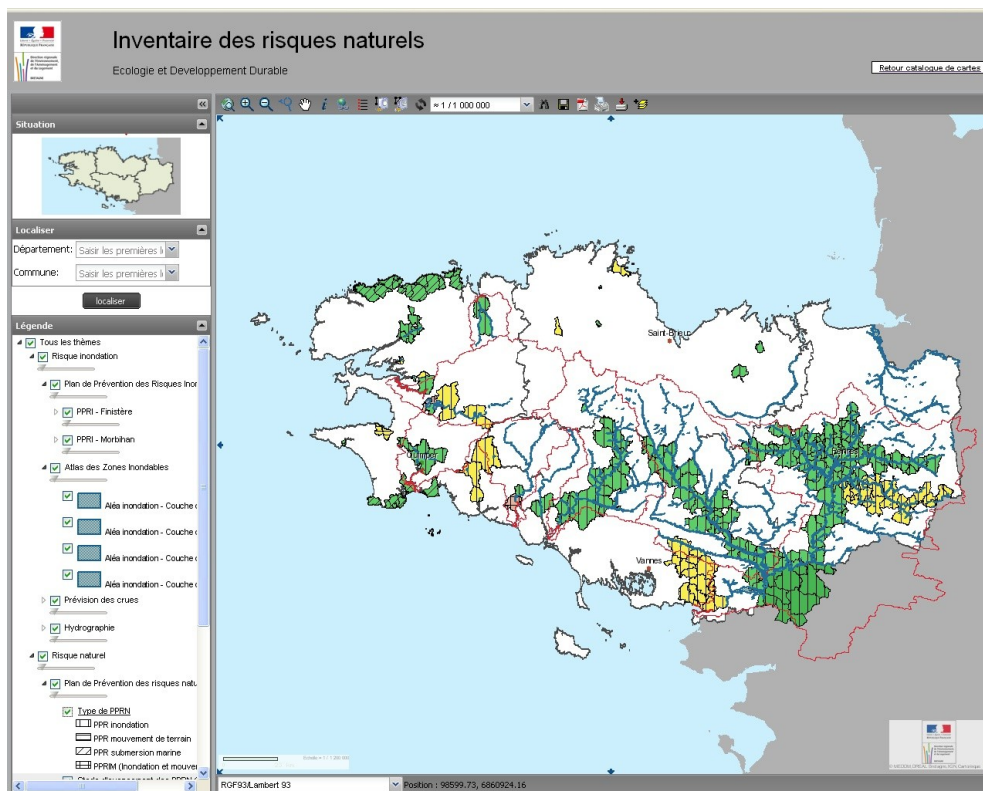 Inventaire des risques naturels
Ecologie et Developpement Durable
Retour catalogue de cartes
Situation
≈ 1 / 1 000 000
Localiser
Département: Saisir les premières l
Commune: Saisir les premières l
localiser
Légende
Tous les thèmes
Risque inondation
Plan de Prévention des Risques Inor
PPRI - Finistère
PPRI - Morbihan
Atlas des Zones Inondables
Aléa inondation - Couche c
Aléa inondation - Couche c
Aléa inondation - Couche c
Aléa inondation - Couche c
Prévision des crues
Hydrographie
Risque naturel
Plan de Prévention des risques natu
Type de PPRN
PPR inondation
PPR mouvement de terrain
PPR submersion marine
PPRIM (Inondation et mouver
Saint-Brieuc
Quimper
Rennes
Vannes
RGF93/Lambert 93
Position : 98599.73, 6860924.16